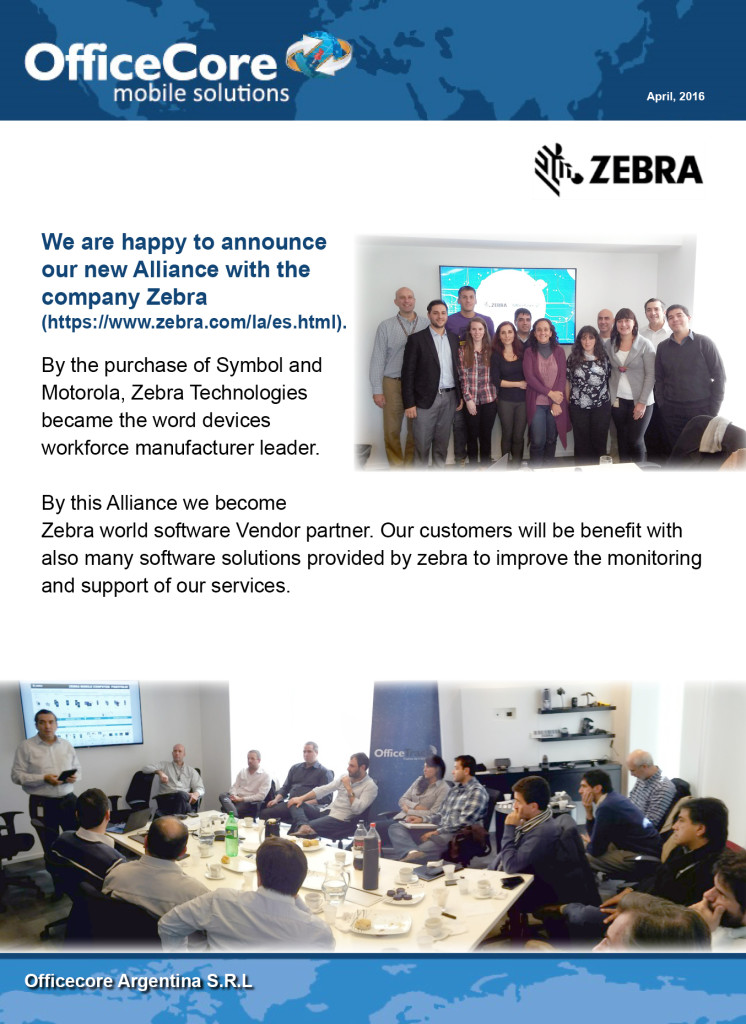 OfficeCore
mobile solutions
April, 2016
ZEBRA
We are happy to announce
our new Alliance with the
company Zebra
(https://www.zebra.com/la/es.html).
By the purchase of Symbol and
Motorola, Zebra Technologies
became the word devices
workforce manufacturer leader.
ZEBRA
By this Alliance we become
Zebra world software Vendor partner. Our customers will be benefit with
also many software solutions provided by zebra to improve the monitoring
and support of our services.
OfficeTrack
Officecore Argentina S.R.L